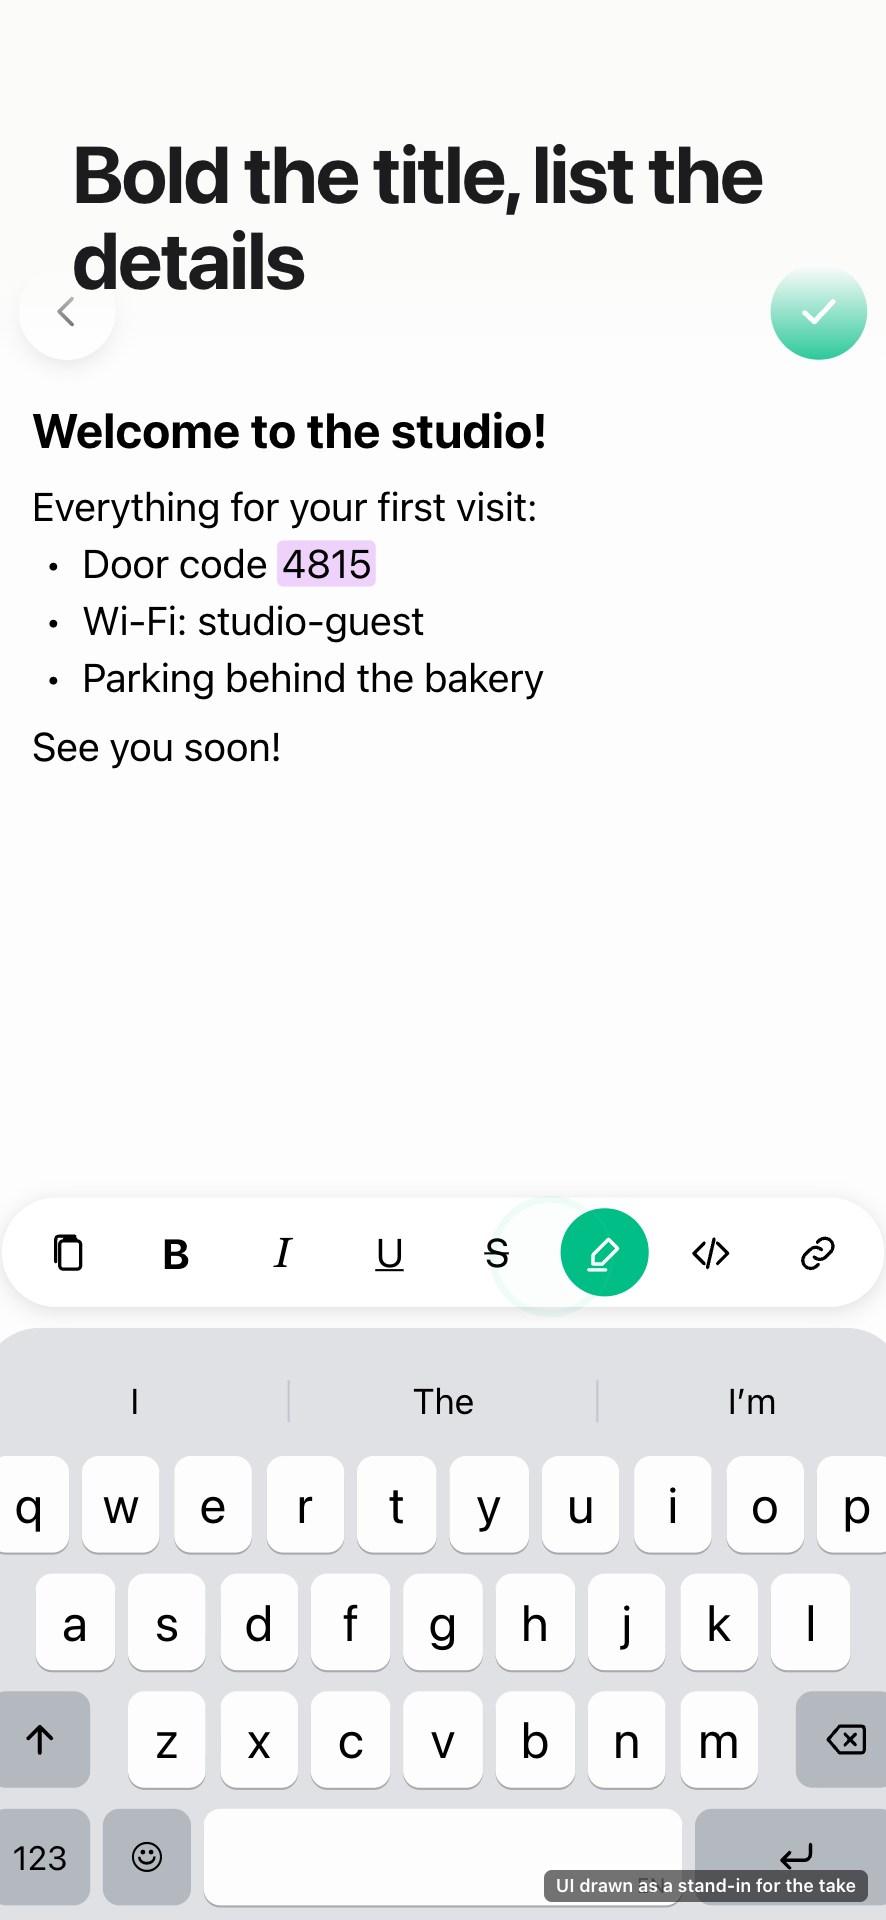 Bold the title, list the
details
Welcome to the studio!
Everything for your first visit:
• Door code 4815
• Wi-Fi: studio-guest
• Parking behind the bakery
See you soon!
B I U S
I The I'm
q w e r t y u i o p
a s d f g h j k l
z x c v b n m
123
UI drawn as a stand-in for the take